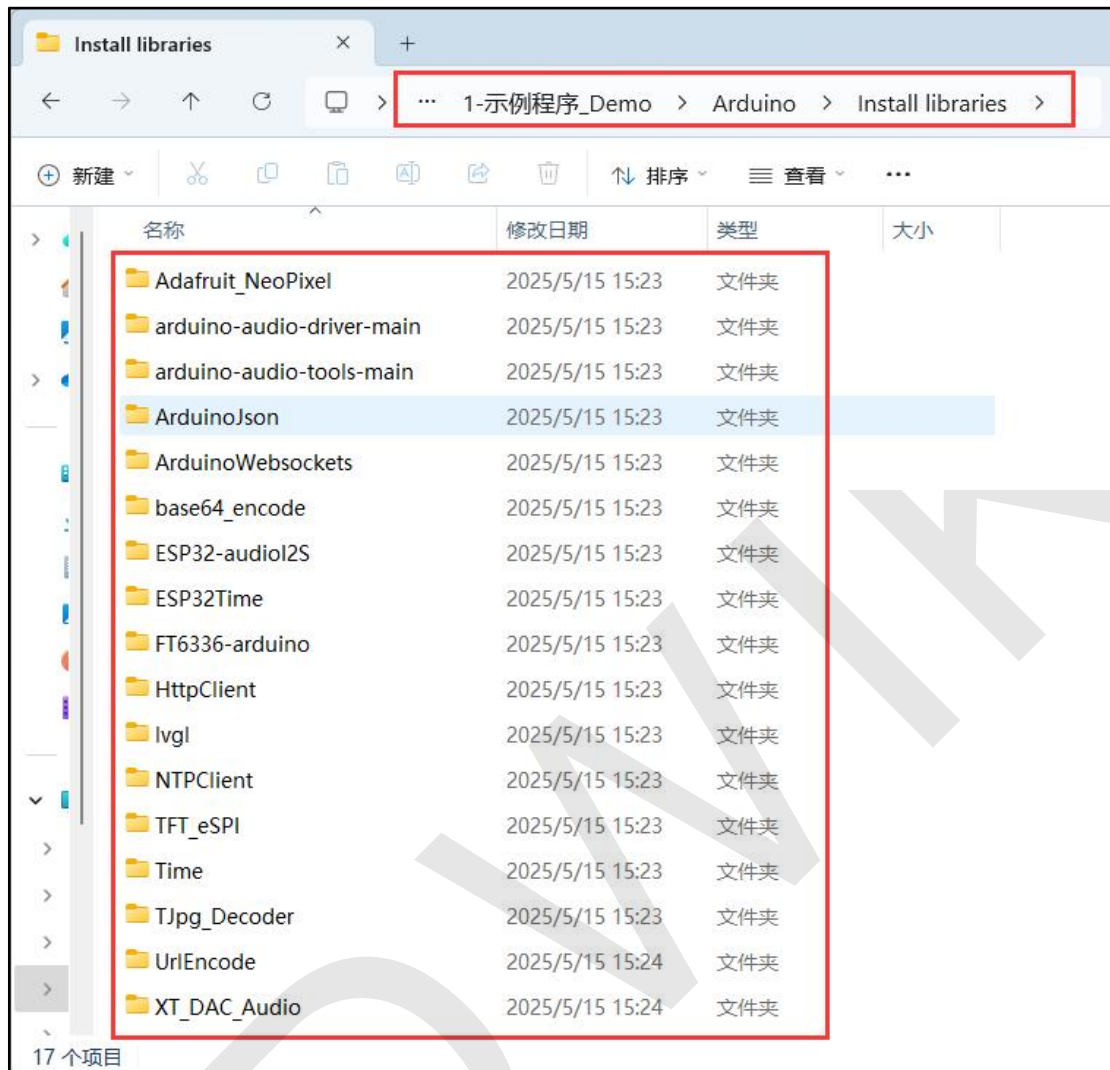 Install libraries
... 1-示例程序_Demo > Arduino > Install libraries >
新建 排序 查看 ...
名称 修改日期 类型 大小
Adafruit_NeoPixel 2025/5/15 15:23 文件夹
arduino-audio-driver-main 2025/5/15 15:23 文件夹
arduino-audio-tools-main 2025/5/15 15:23 文件夹
ArduinoJson 2025/5/15 15:23 文件夹
ArduinoWebsockets 2025/5/15 15:23 文件夹
base64_encode 2025/5/15 15:23 文件夹
ESP32-audioI2S 2025/5/15 15:23 文件夹
ESP32Time 2025/5/15 15:23 文件夹
FT6336-arduino 2025/5/15 15:23 文件夹
HttpClient 2025/5/15 15:23 文件夹
lvgl 2025/5/15 15:23 文件夹
NTPClient 2025/5/15 15:23 文件夹
TFT_eSPI 2025/5/15 15:23 文件夹
Time 2025/5/15 15:23 文件夹
TJpg_Decoder 2025/5/15 15:23 文件夹
UrlEncode 2025/5/15 15:24 文件夹
XT_DAC_Audio 2025/5/15 15:24 文件夹
17 个项目